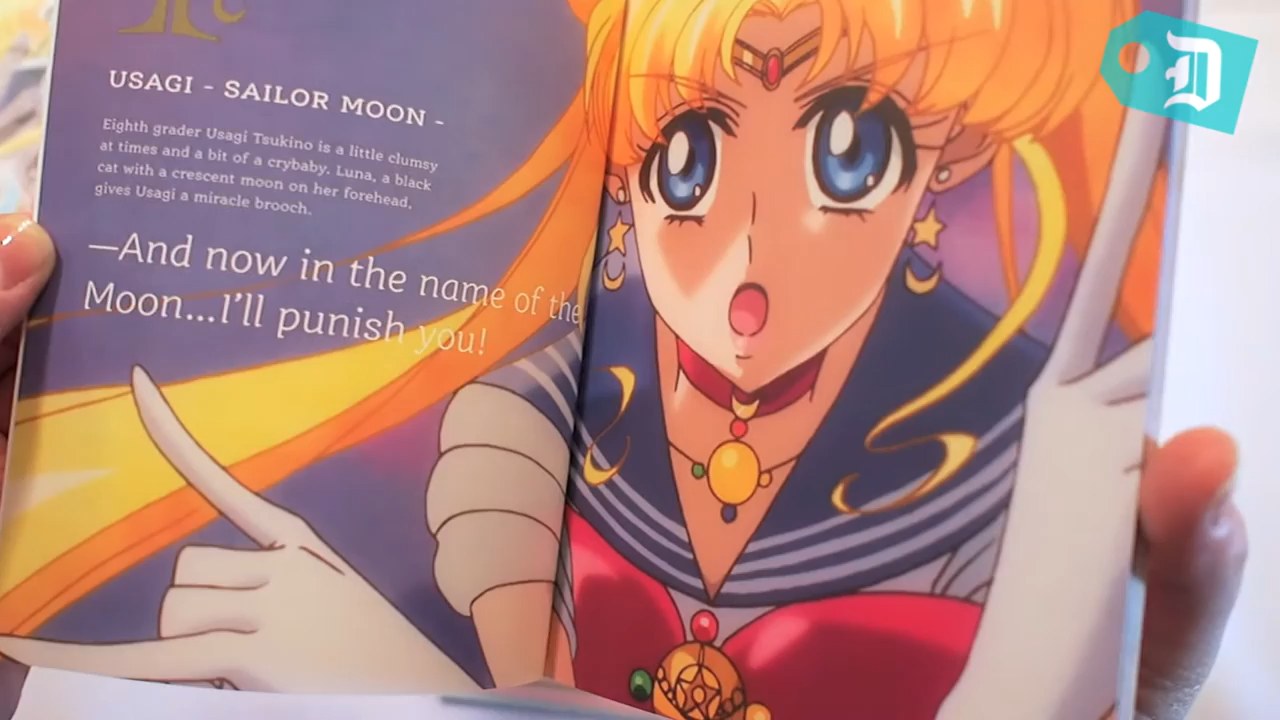 USAGI - SAILOR MOON -
Eighth grader Usagi Tsukino is a little clumsy
at times and a bit of a crybaby. Luna, a black
cat with a crescent moon on her forehead,
gives Usagi a miracle brooch.
—And now in the name of the
Moon...I'll punish you!
D